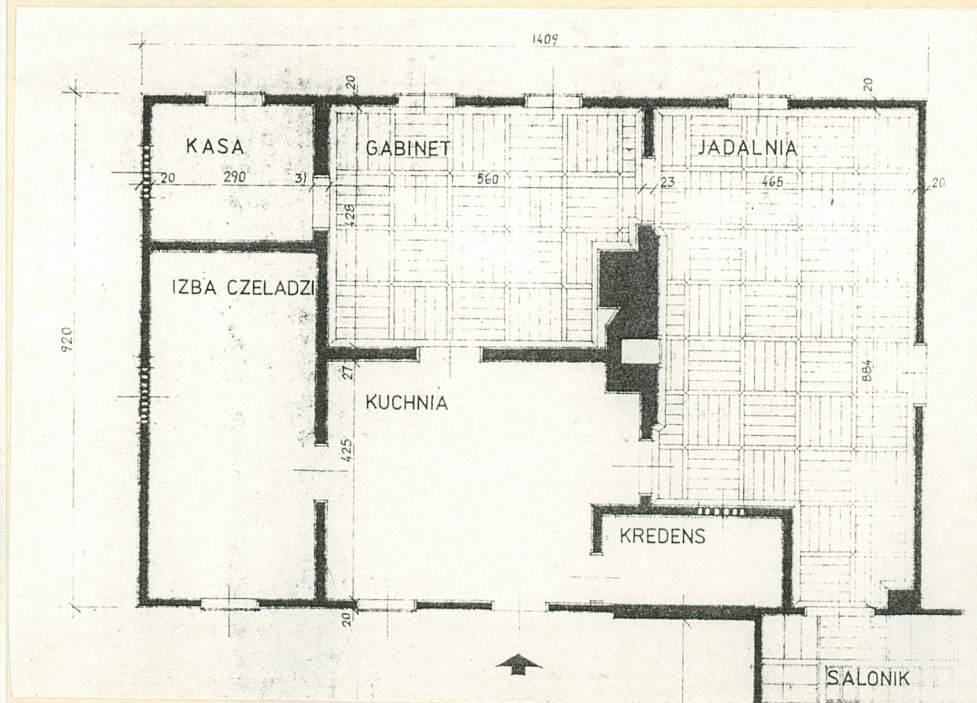 1409
20
20
KASA
GABINET
JADALNIA
20
290
31
560
23
465
20
428
IZBA CZELADZI
920
27
884
KUCHNIA
425
KREDENS
20
SALONIK